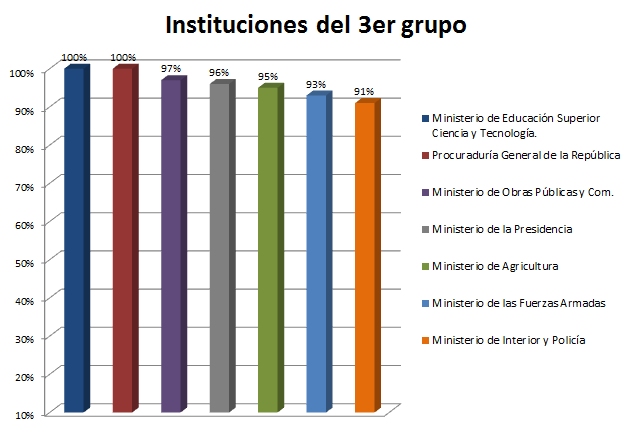 Instituciones del 3er grupo
100%
100%
97%
96%
95%
93%
91%
100%
90%
80%
70%
60%
50%
40%
30%
20%
10%
Ministerio de Educación Superior
Ciencia y Tecnología.
Procuraduría General de la República
Ministerio de Obras Públicas y Com.
Ministerio de la Presidencia
Ministerio de Agricultura
Ministerio de las Fuerzas Armadas
Ministerio de Interior y Policía